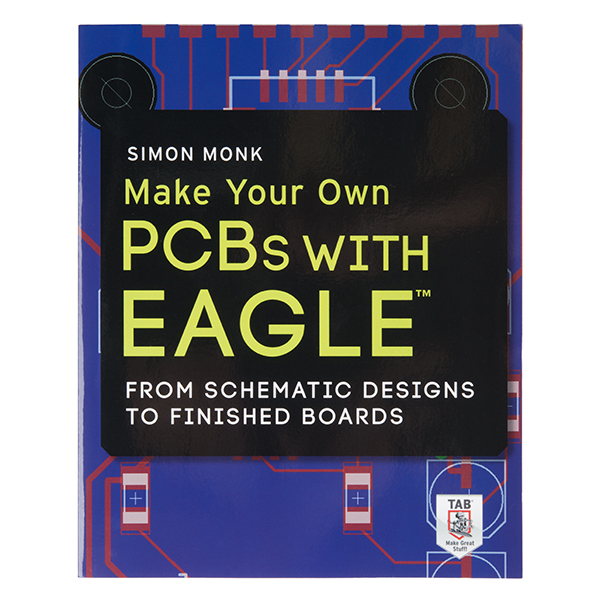 SIMON MONK
Make Your Own
PCBs WITH
EAGLE™
FROM SCHEMATIC DESIGNS
TO FINISHED BOARDS
TAB
Make Great
Stuff!